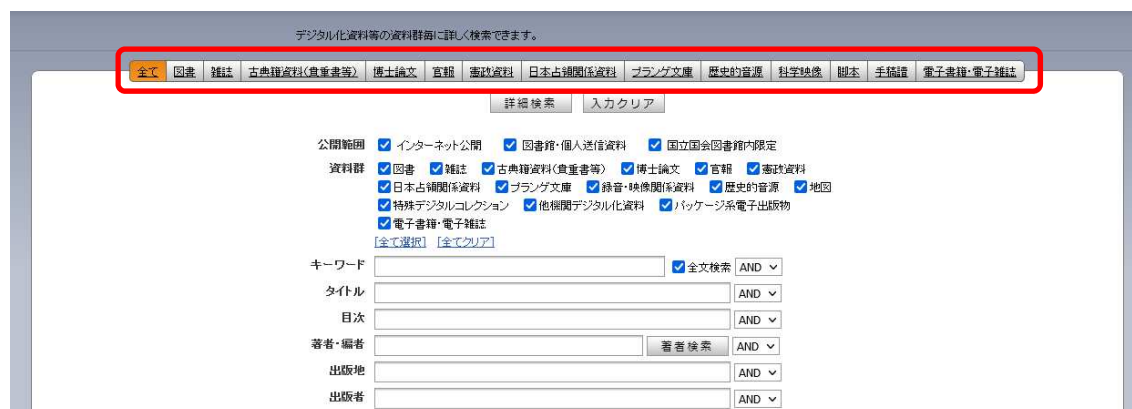 デジタル化資料等の資料群毎に詳しく検索できます。
全て 図書 雑誌 古典籍資料(貴重書等) 博士論文 官報 憲政資料 日本占領関係資料 プランゲ文庫 歴史的音源 科学映像 脚本 手稿譜 電子書籍・電子雑誌
詳細検索 入力クリア
公開範囲 インターネット公開 図書館・個人送信資料 国立国会図書館内限定
資料群 図書 雑誌 古典籍資料(貴重書等) 博士論文 官報 憲政資料
日本占領関係資料 プランゲ文庫 録音・映像関係資料 歴史的音源 地図
特殊デジタルコレクション 他機関デジタル化資料 パッケージ系電子出版物
電子書籍・電子雑誌
[全て選択] [全てクリア]
キーワード 全文検索 AND
タイトル AND
目次 AND
著者・編者 著者検索 AND
出版地 AND
出版者 AND